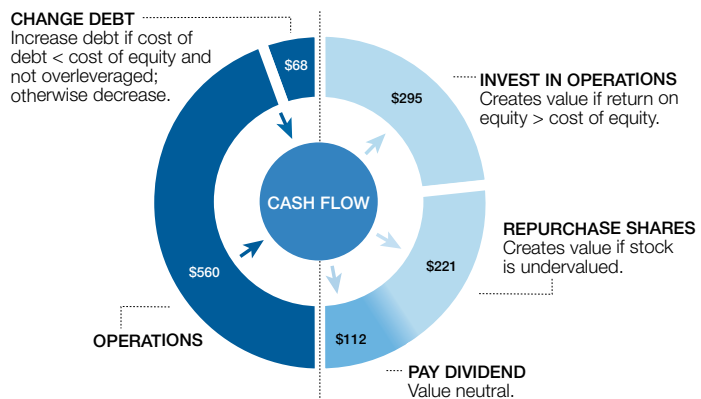 CHANGE DEBT
Increase debt if cost of
debt < cost of equity and
not overleveraged;
otherwise decrease.
$68
$295
INVEST IN OPERATIONS
Creates value if return on
equity > cost of equity.
CASH FLOW
REPURCHASE SHARES
Creates value if stock
is undervalued.
$221
$560
OPERATIONS
$112
PAY DIVIDEND
Value neutral.